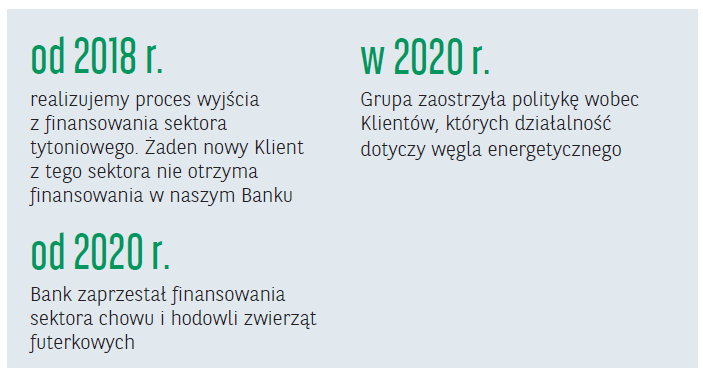 od 2018 r.
realizujemy proces wyjścia
z finansowania sektora
tytoniowego. Żaden nowy Klient
z tego sektora nie otrzyma
finansowania w naszym Banku
w 2020 r.
Grupa zaostrzyła politykę wobec
Klientów, których działalność
dotyczy węgla energetycznego
od 2020 r.
Bank zaprzestał finansowania
sektora chowu i hodowli zwierząt
futerkowych